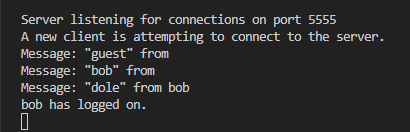 Server listening for connections on port 5555
A new client is attempting to connect to the server.
Message: "guest" from
Message: "bob" from
Message: "dole" from bob
bob has logged on.